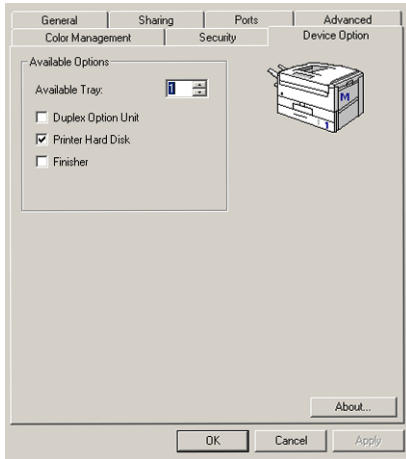 General Sharing Ports Advanced
Color Management Security Device Option
Available Options
Available Tray: 1
Duplex Option Unit
Printer Hard Disk
Finisher
M
1
About...
OK Cancel Apply